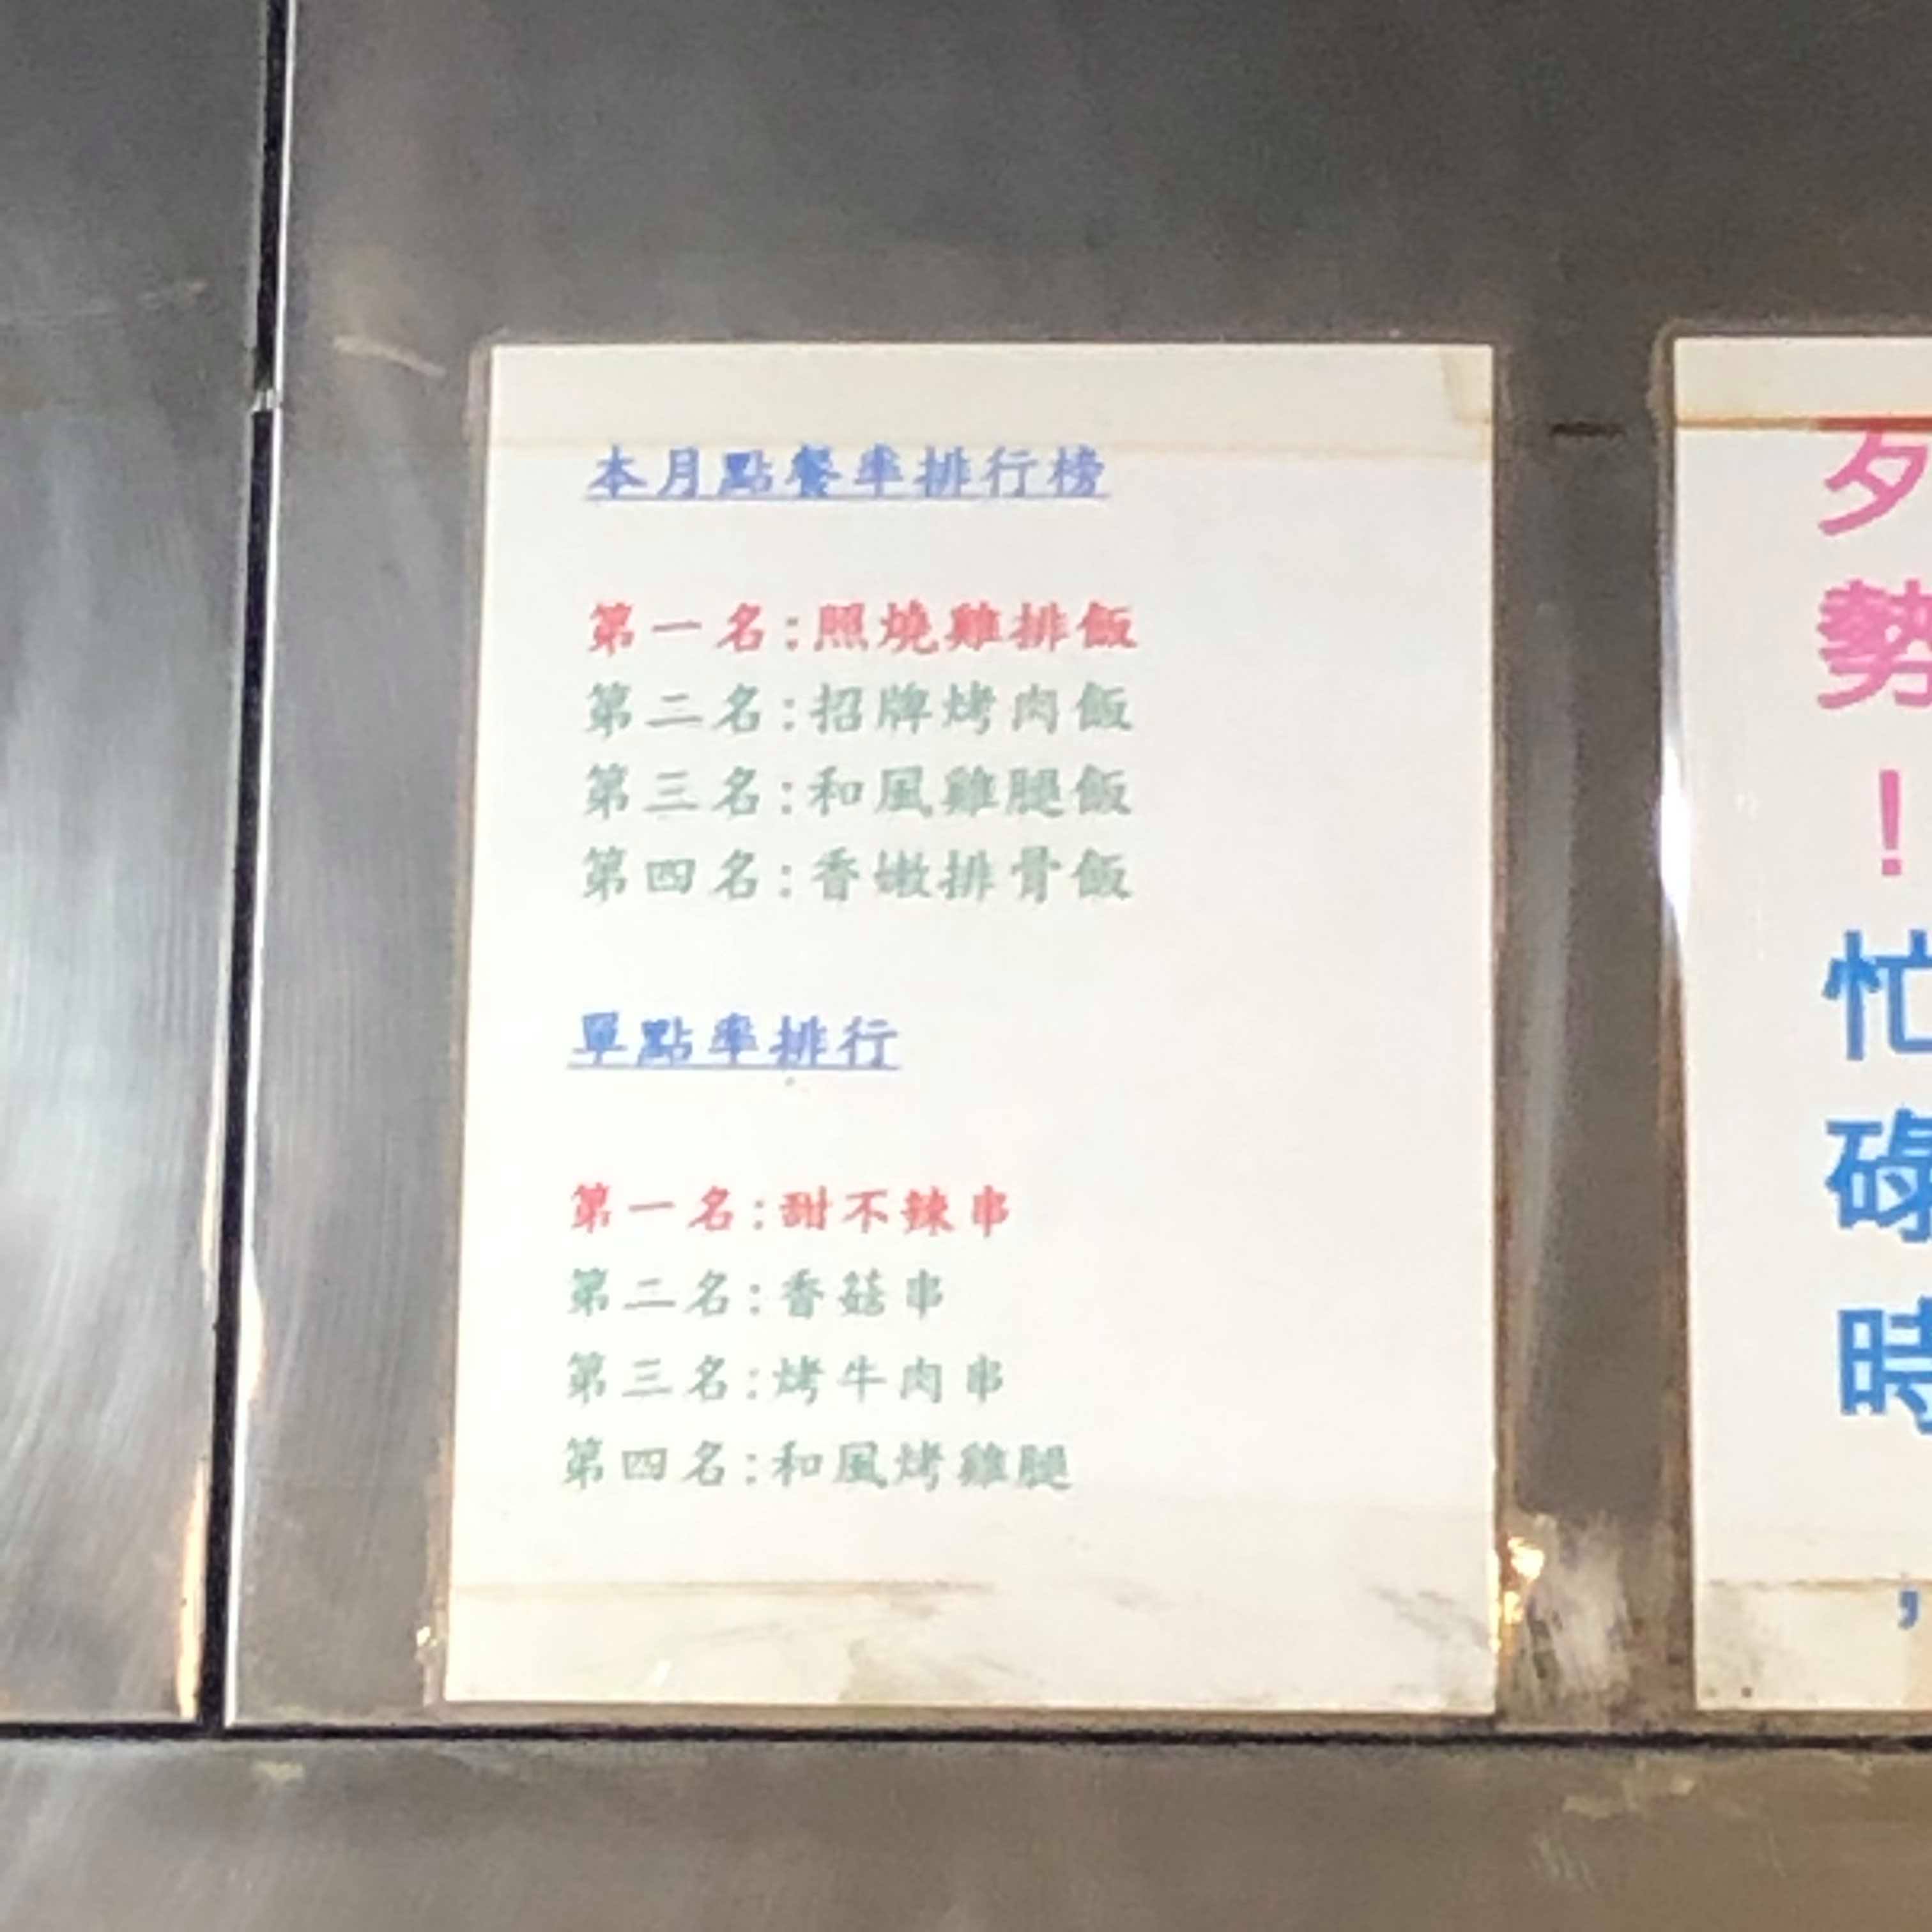 本月點餐率排行榜
第一名:照燒雞排飯
第二名:招牌烤肉飯
第三名:和風雞腿飯
第四名:香嫩排骨飯
單點率排行
第一名:甜不辣串
第二名:香菇串
第三名:烤牛肉串
第四名:和風烤雞腿
歹勢!忙碌時,